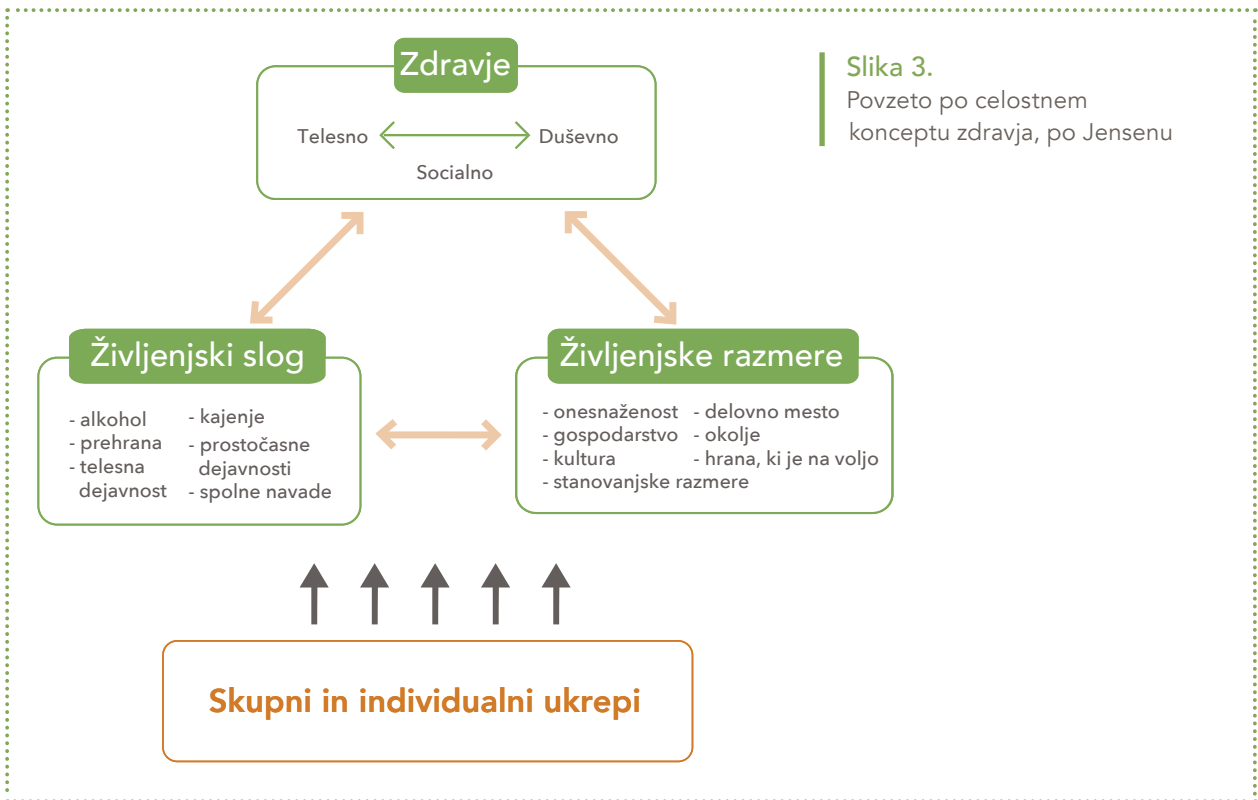 Zdravje
Telesno
Duševno
Socialno
Slika 3.
Povzeto po celostnem
konceptu zdravja, po Jensenu
Življenjski slog
- alkohol
- prehrana
- telesna
dejavnost
- kajenje
- prostočasne
dejavnosti
- spolne navade
Življenjske razmere
- onesnaženost
- gospodarstvo
- kultura
- stanovanjske razmere
- delovno mesto
- okolje
- hrana, ki je na voljo
Skupni in individualni ukrepi